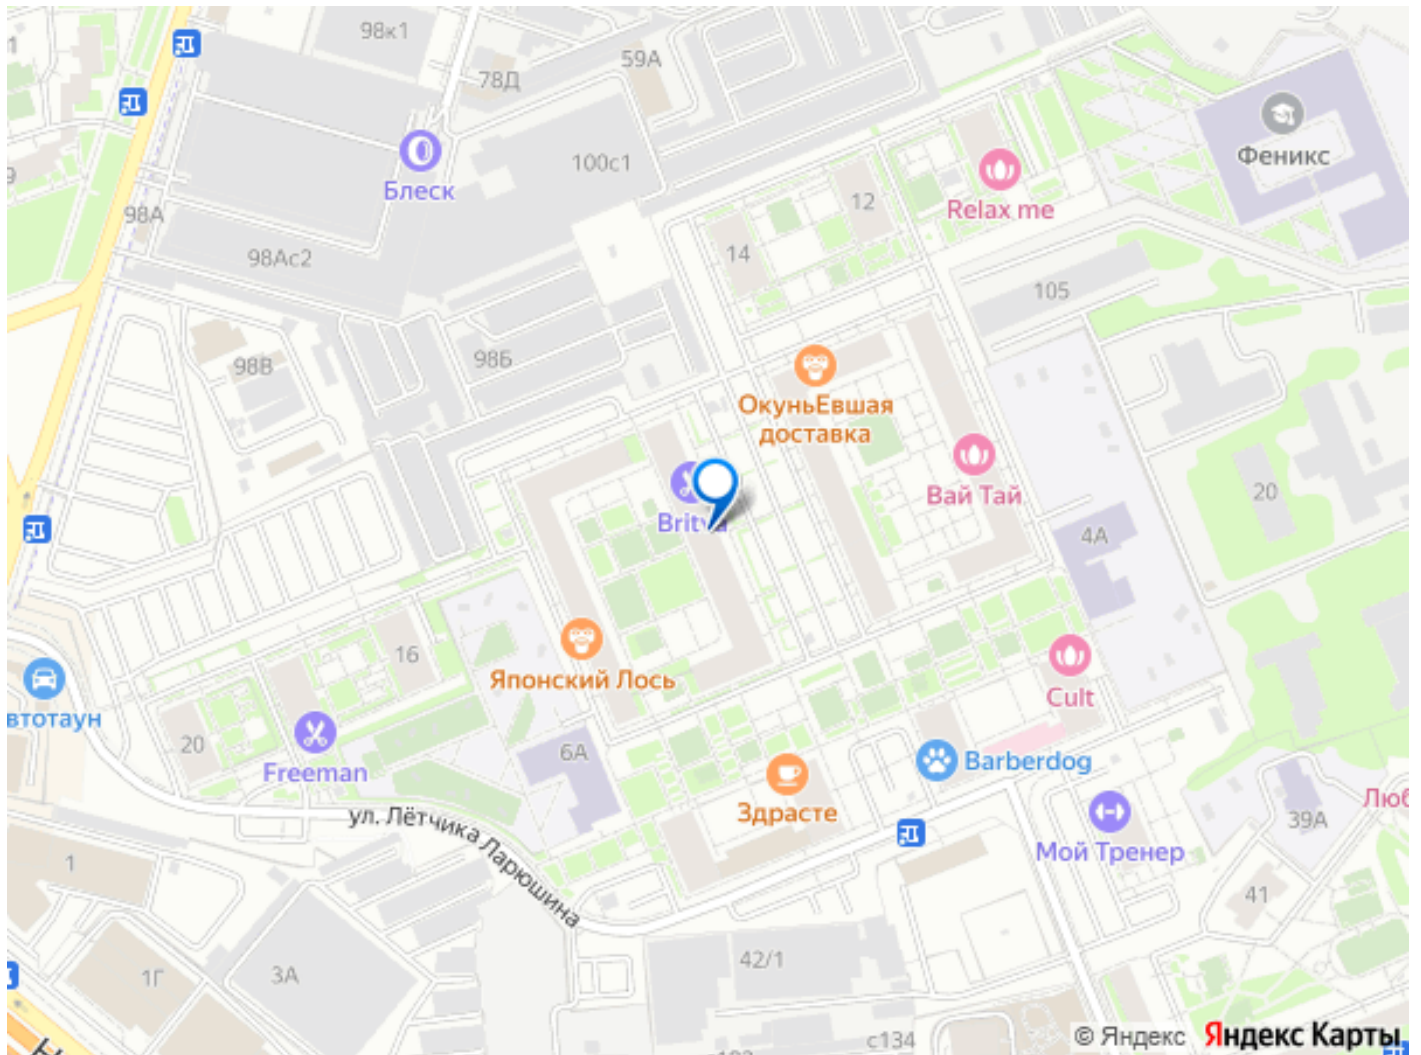 98к1
59А
78Д
100с1
Феникс
Блеск
Relax me
12
98А
14
98Ас2
105
98Б
98В
ОкуньЕвшая
доставка
Вай Тай
20
Britva
4А
16
Японский Лось
Cult
втотаун
20
6А
Freeman
Barberdog
Здрасте
Люб
39А
ул. Лётчика Ларюшина
Мой Тренер
1
41
42/1
1Г
3А
с134
© Яндекс Яндекс Карты